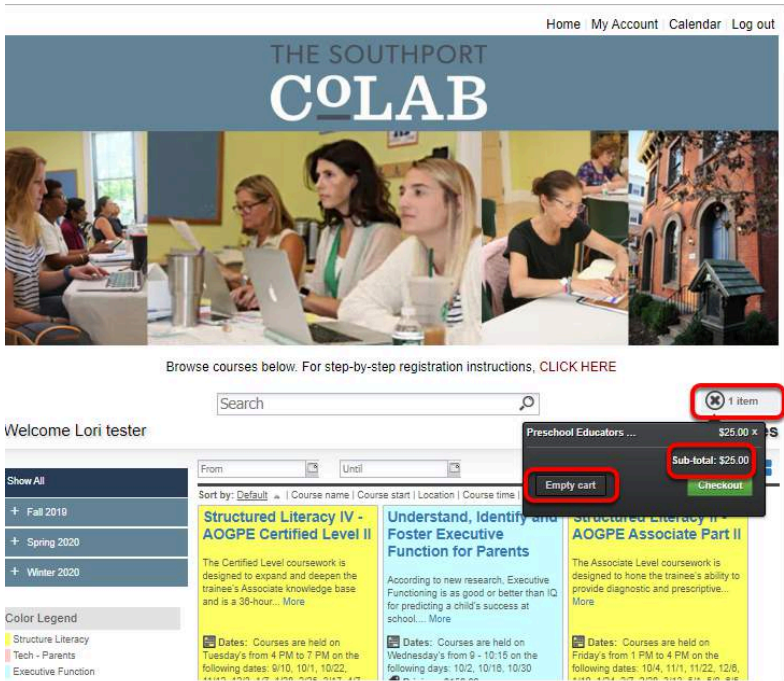 Home My Account Calendar Log out
THE SOUTHPORT
CoLAB
Browse courses below. For step-by-step registration instructions, CLICK HERE
Search
1 item
Welcome Lori tester
Preschool Educators ... $25.00 x
Sub-total: $25.00
Empty cart Checkout
Show All
+ Fall 2019
+ Spring 2020
+ Winter 2020
Color Legend
Structure Literacy
Tech - Parents
Executive Function
From Until
Sort by: Default | Course name | Course start | Location | Course time |
Structured Literacy IV -
AOGPE Certified Level II
The Certified Level coursework is
designed to expand and deepen the
trainee's Associate knowledge base
and is a 36-hour... More
Dates: Courses are held on
Tuesday's from 4 PM to 7 PM on the
following dates: 9/10, 10/1, 10/22,
Understand, Identify and
Foster Executive
Function for Parents
According to new research, Executive
Functioning is as good or better than IQ
for predicting a child's success at
school.... More
Dates: Courses are held on
Wednesday's from 9 - 10:15 on the
following days: 10/2, 10/16, 10/30
Structured Literacy II -
AOGPE Associate Part II
The Associate Level coursework is
designed to hone the trainee's ability to
provide diagnostic and prescriptive...
More
Dates: Courses are held on
Friday's from 1 PM to 4 PM on the
following dates: 10/4, 11/1, 11/22, 12/6,